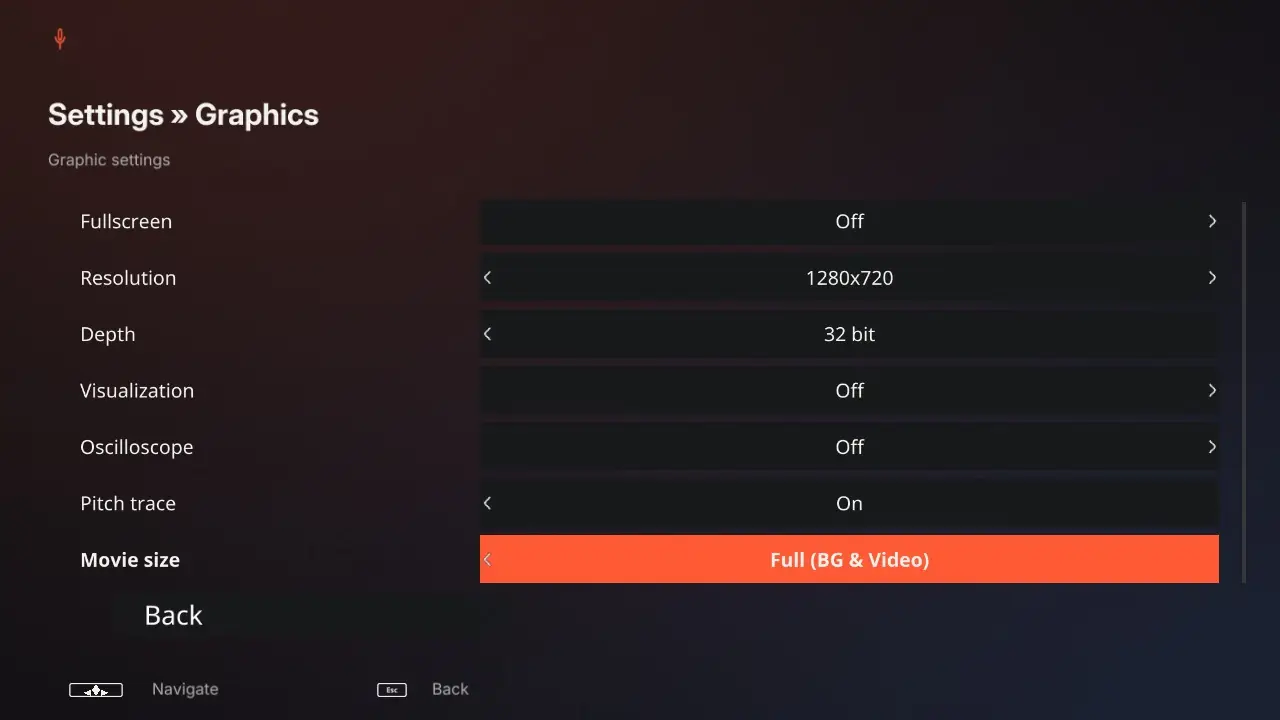 Settings » Graphics
Graphic settings
Fullscreen Off
Resolution 1280x720
Depth 32 bit
Visualization Off
Oscilloscope Off
Pitch trace On
Movie size Full (BG & Video)
Back
Navigate Esc Back